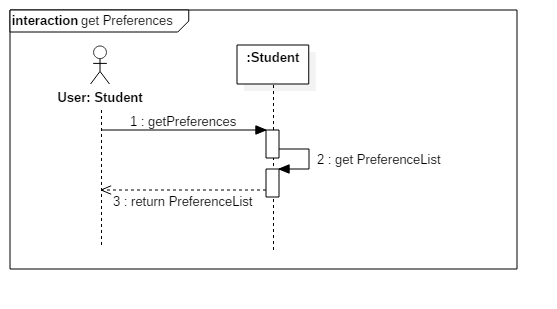 interaction get Preferences
:Student
User: Student
1 : getPreferences
2 : get PreferenceList
3 : return PreferenceList